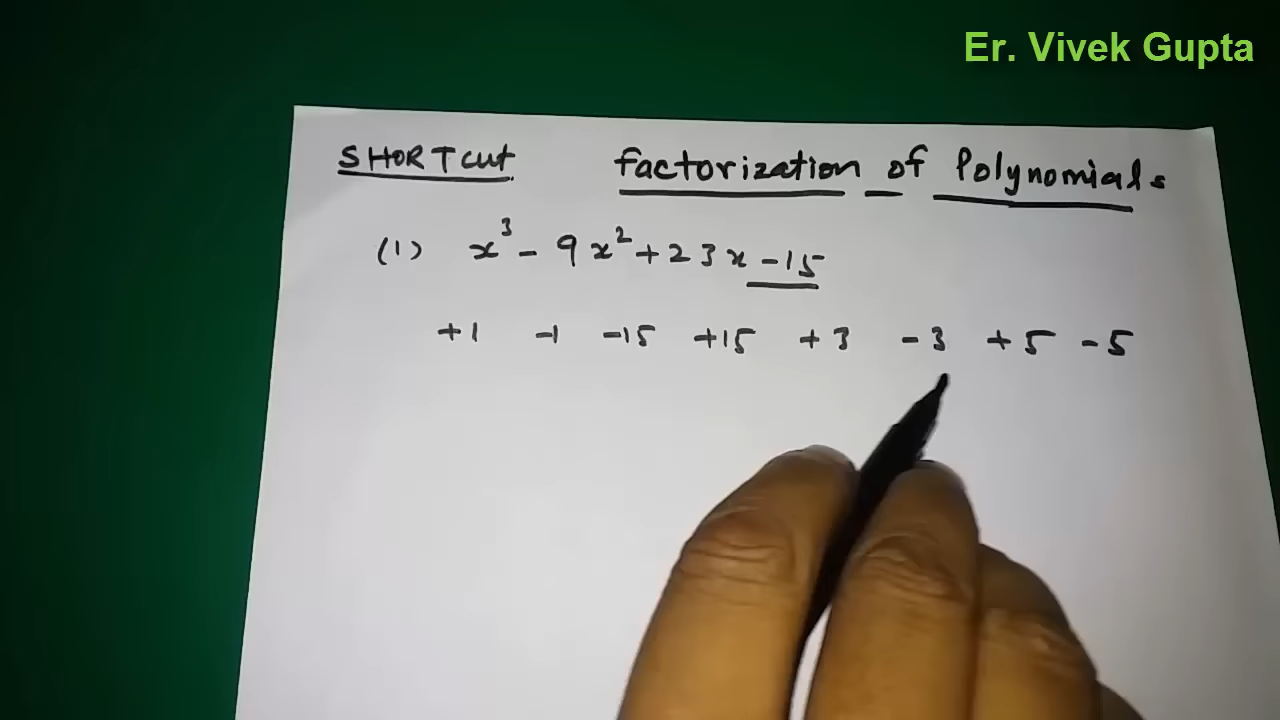 Er. Vivek Gupta
SHORTcut factorization of Polynomials
(1) x³ - 9x² + 23x - 15
+1 -1 -15 +15 +3 -3 +5 -5